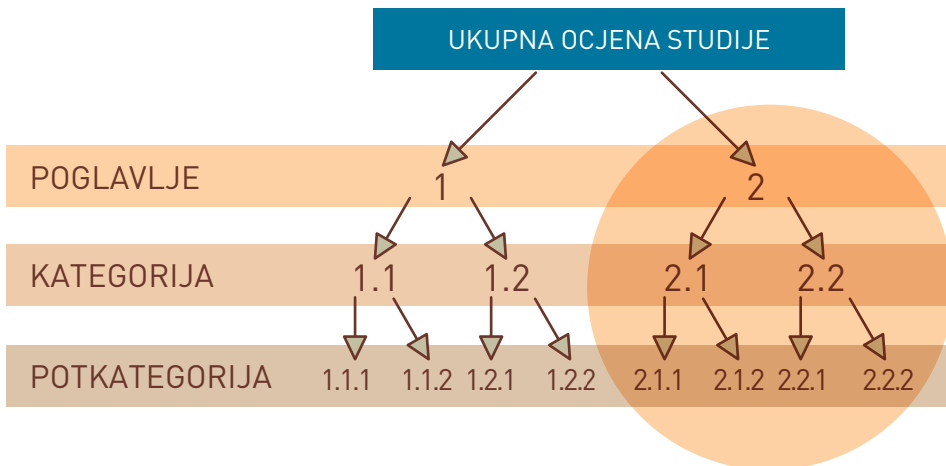 UKUPNA OCJENA STUDIJE
POGLAVLJE 1 2
KATEGORIJA 1.1 1.2 2.1 2.2
POTKATEGORIJA 1.1.1 1.1.2 1.2.1 1.2.2 2.1.1 2.1.2 2.2.1 2.2.2